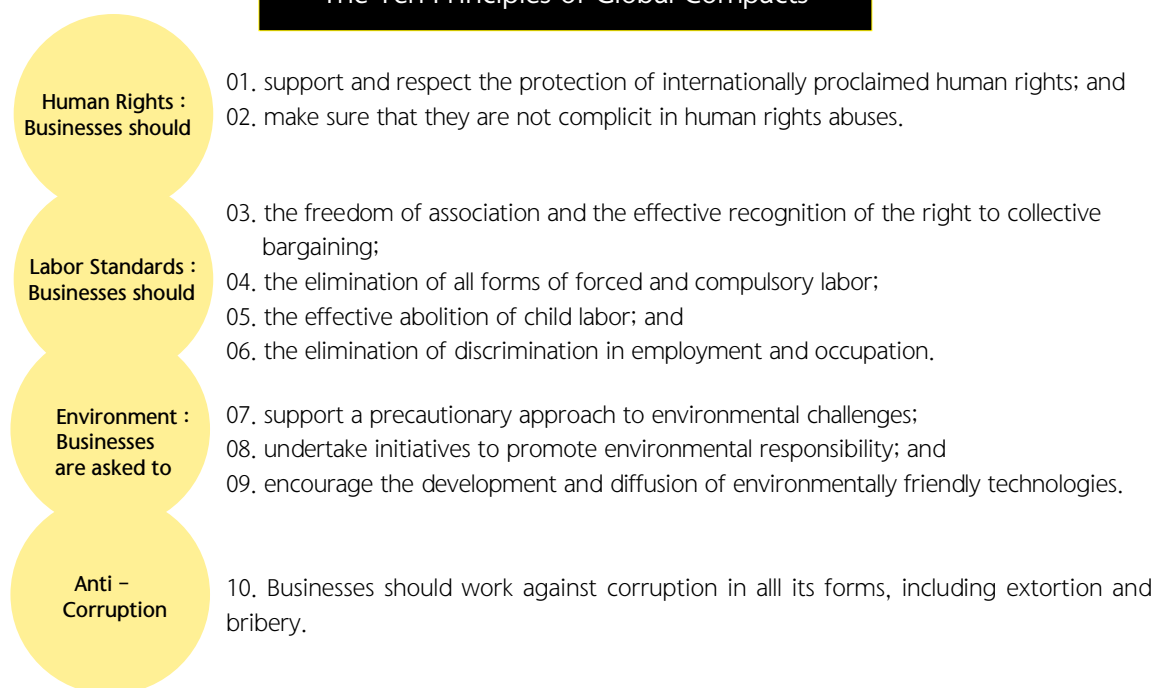 The Ten Principles of Global Compacts
Human Rights :
Businesses should
01. support and respect the protection of internationally proclaimed human rights; and
02. make sure that they are not complicit in human rights abuses.
Labor Standards :
Businesses should
03. the freedom of association and the effective recognition of the right to collective
bargaining;
04. the elimination of all forms of forced and compulsory labor;
05. the effective abolition of child labor; and
06. the elimination of discrimination in employment and occupation.
Environment :
Businesses
are asked to
07. support a precautionary approach to environmental challenges;
08. undertake initiatives to promote environmental responsibility; and
09. encourage the development and diffusion of environmentally friendly technologies.
Anti -
Corruption
10. Businesses should work against corruption in alll its forms, including extortion and
bribery.